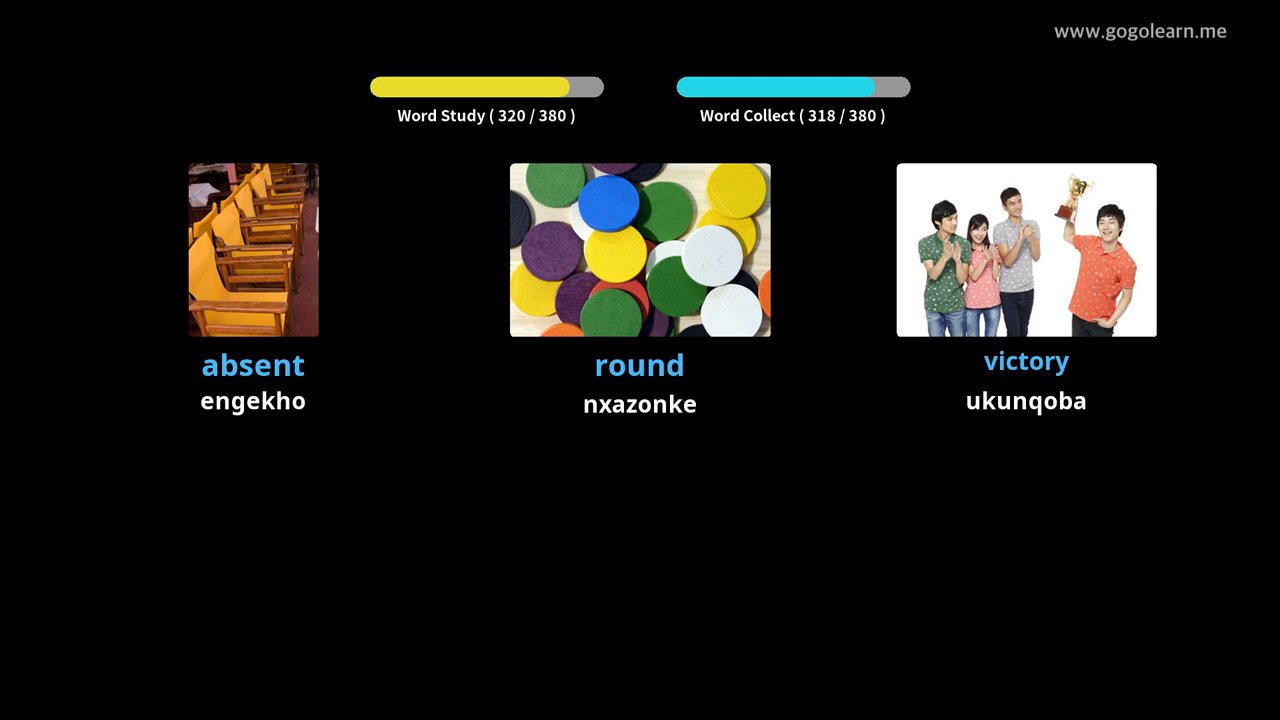 www.gogolearn.me
Word Study ( 320 / 380 )
Word Collect ( 318 / 380 )
absent
engekho
round
nxazonke
victory
ukunqoba